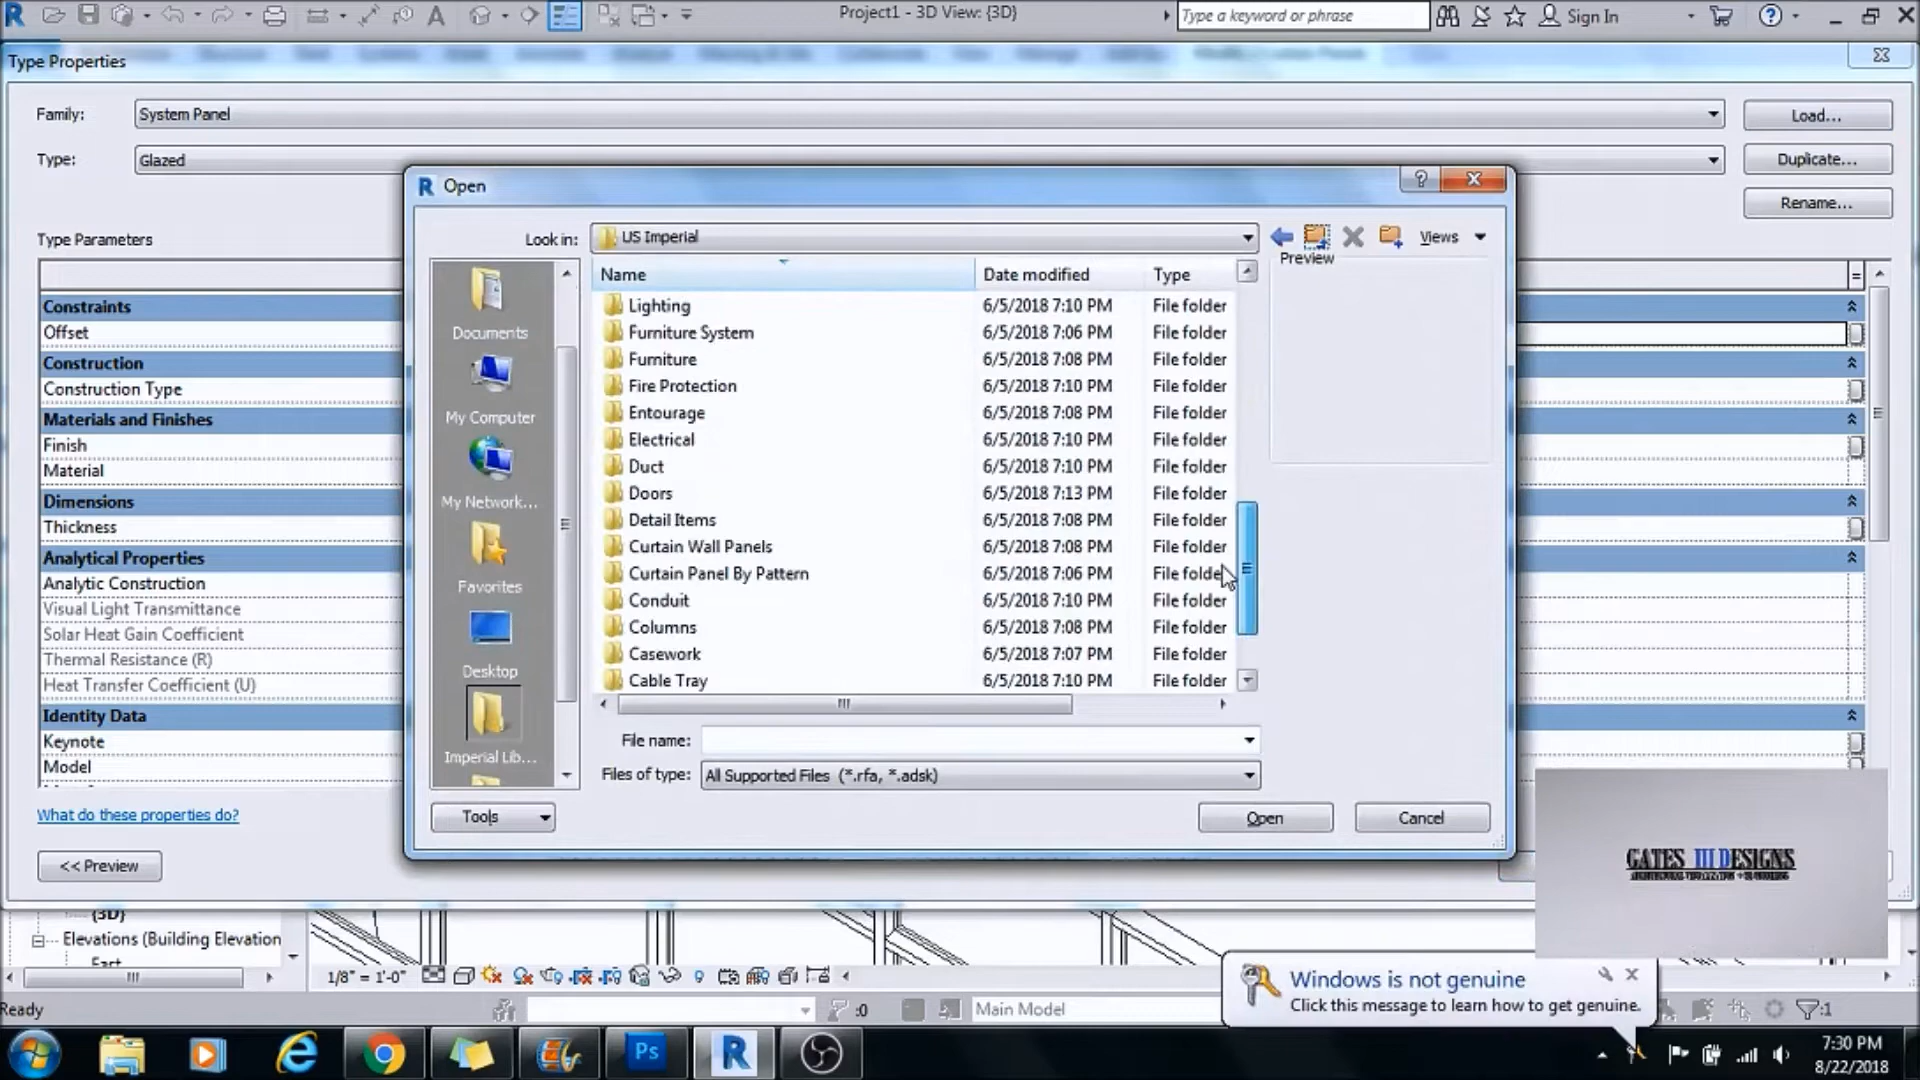 Project1 - 3D View: {3D}
Type a keyword or phrase
Sign In
Type Properties
Family:
System Panel
Load...
Type:
Glazed
Duplicate...
Rename...
Type Parameters
Constraints
Offset
Construction
Construction Type
Materials and Finishes
Finish
Material
Dimensions
Thickness
Analytical Properties
Analytic Construction
Visual Light Transmittance
Solar Heat Gain Coefficient
Thermal Resistance (R)
Heat Transfer Coefficient (U)
Identity Data
Keynote
Model
What do these properties do?
<< Preview
=
Open
Look in:
US Imperial
Views
Preview
Name Date modified Type
Lighting 6/5/2018 7:10 PM File folder
Furniture System 6/5/2018 7:06 PM File folder
Furniture 6/5/2018 7:08 PM File folder
Fire Protection 6/5/2018 7:10 PM File folder
Entourage 6/5/2018 7:08 PM File folder
Electrical 6/5/2018 7:10 PM File folder
Duct 6/5/2018 7:10 PM File folder
Doors 6/5/2018 7:13 PM File folder
Detail Items 6/5/2018 7:08 PM File folder
Curtain Wall Panels 6/5/2018 7:08 PM File folder
Curtain Panel By Pattern 6/5/2018 7:06 PM File folder
Conduit 6/5/2018 7:10 PM File folder
Columns 6/5/2018 7:08 PM File folder
Casework 6/5/2018 7:07 PM File folder
Cable Tray 6/5/2018 7:10 PM File folder
Documents
My Computer
My Network...
Favorites
Desktop
Imperial Lib...
File name:
Files of type:
All Supported Files (*.rfa, *.adsk)
Tools
Open
Cancel
GATES III DESIGNS
{3D}
Elevations (Building Elevation
East
1/8" = 1'-0"
Windows is not genuine
Click this message to learn how to get genuine.
Ready
:0
Main Model
:1
Ps
7:30 PM
8/22/2018